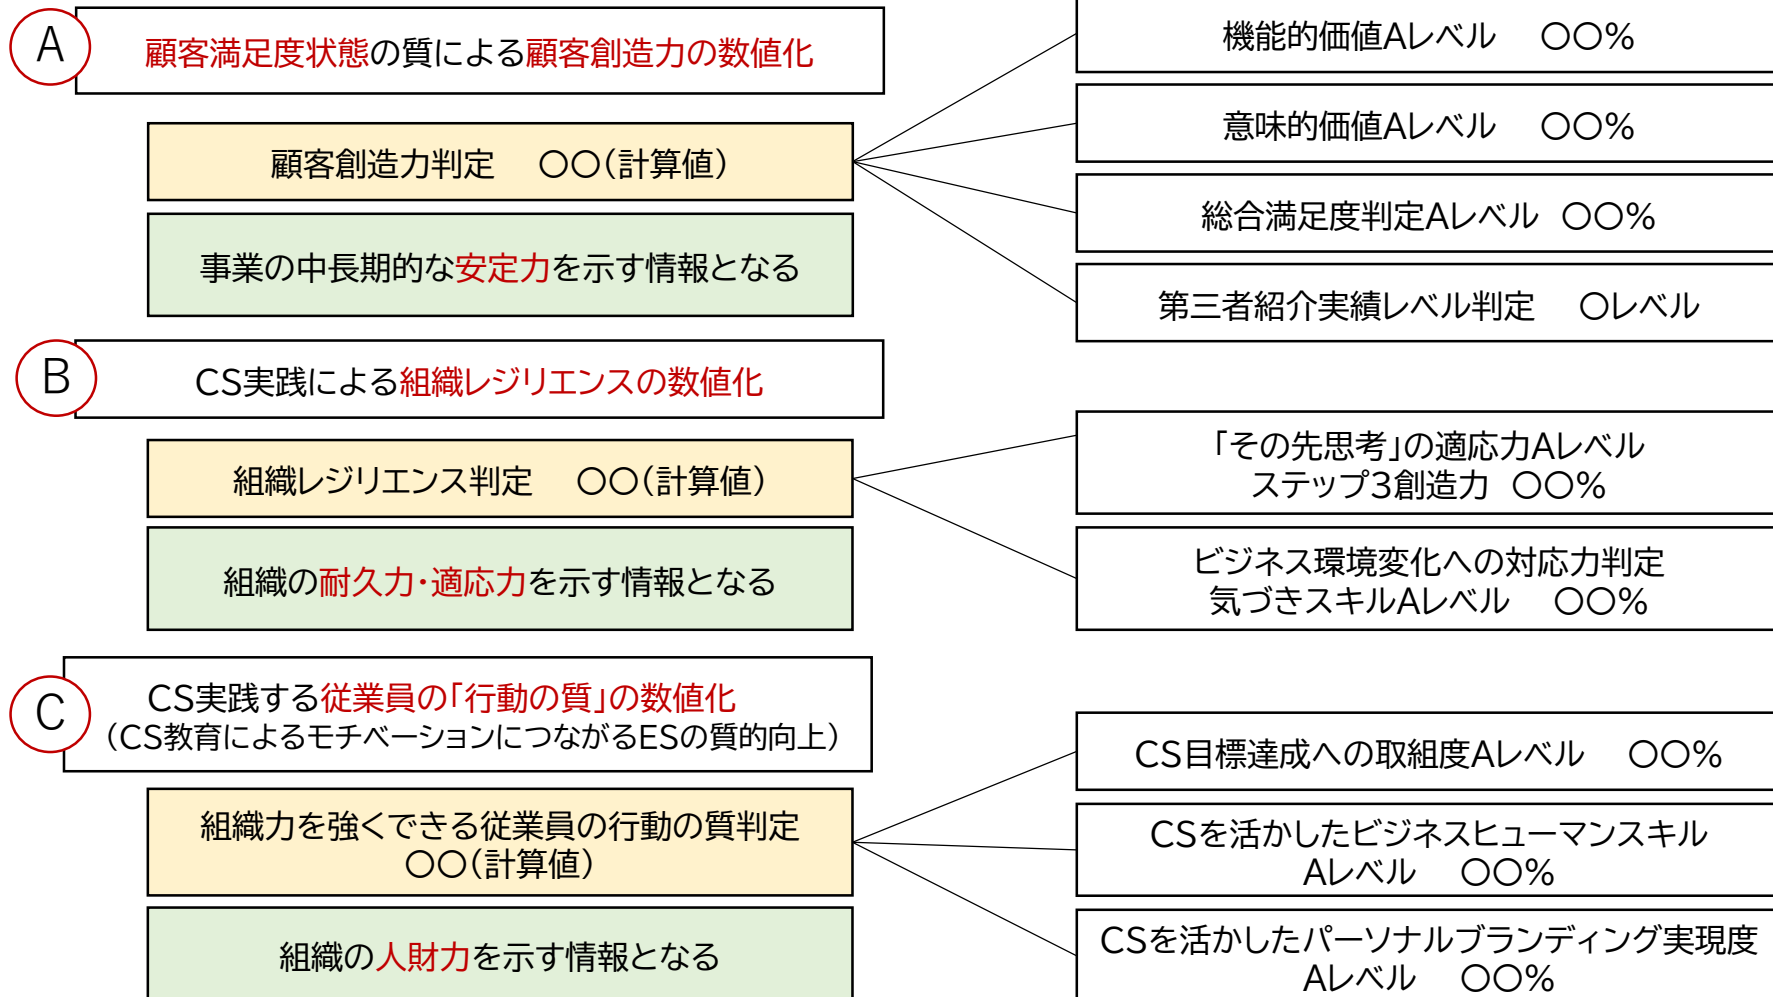 A
顧客満足度状態の質による顧客創造力の数値化
顧客創造力判定　〇〇(計算値)
事業の中長期的な安定力を示す情報となる
機能的価値Aレベル　〇〇%
意味的価値Aレベル　〇〇%
総合満足度判定Aレベル　〇〇%
第三者紹介実績レベル判定　〇レベル
B
CS実践による組織レジリエンスの数値化
組織レジリエンス判定　〇〇(計算値)
組織の耐久力・適応力を示す情報となる
「その先思考」の適応力Aレベル
ステップ3創造力　〇〇%
ビジネス環境変化への対応力判定
気づきスキルAレベル　〇〇%
C
CS実践する従業員の「行動の質」の数値化
(CS教育によるモチベーションにつながるESの質的向上)
組織力を強くできる従業員の行動の質判定
〇〇(計算値)
組織の人財力を示す情報となる
CS目標達成への取組度Aレベル　〇〇%
CSを活かしたビジネスヒューマンスキル
Aレベル　〇〇%
CSを活かしたパーソナルブランディング実現度
Aレベル　〇〇%